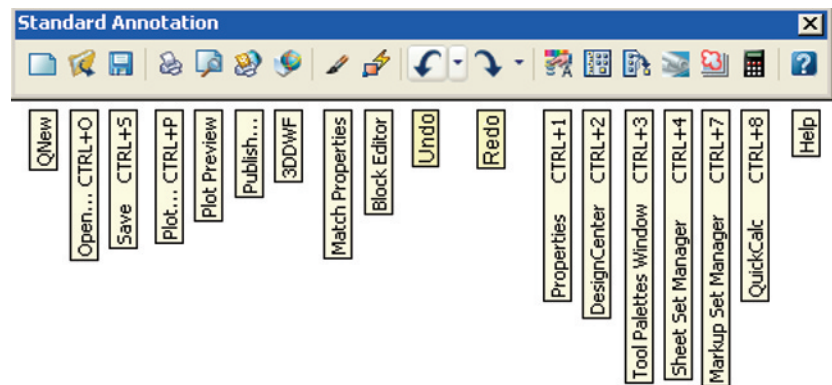 Standard Annotation
QNew
Open... CTRL+O
Save CTRL+S
Plot... CTRL+P
Plot Preview
Publish...
3DDWF
Match Properties
Block Editor
Undo
Redo
Properties CTRL+1
DesignCenter CTRL+2
Tool Palettes Window CTRL+3
Sheet Set Manager CTRL+4
Markup Set Manager CTRL+7
QuickCalc CTRL+8
Help